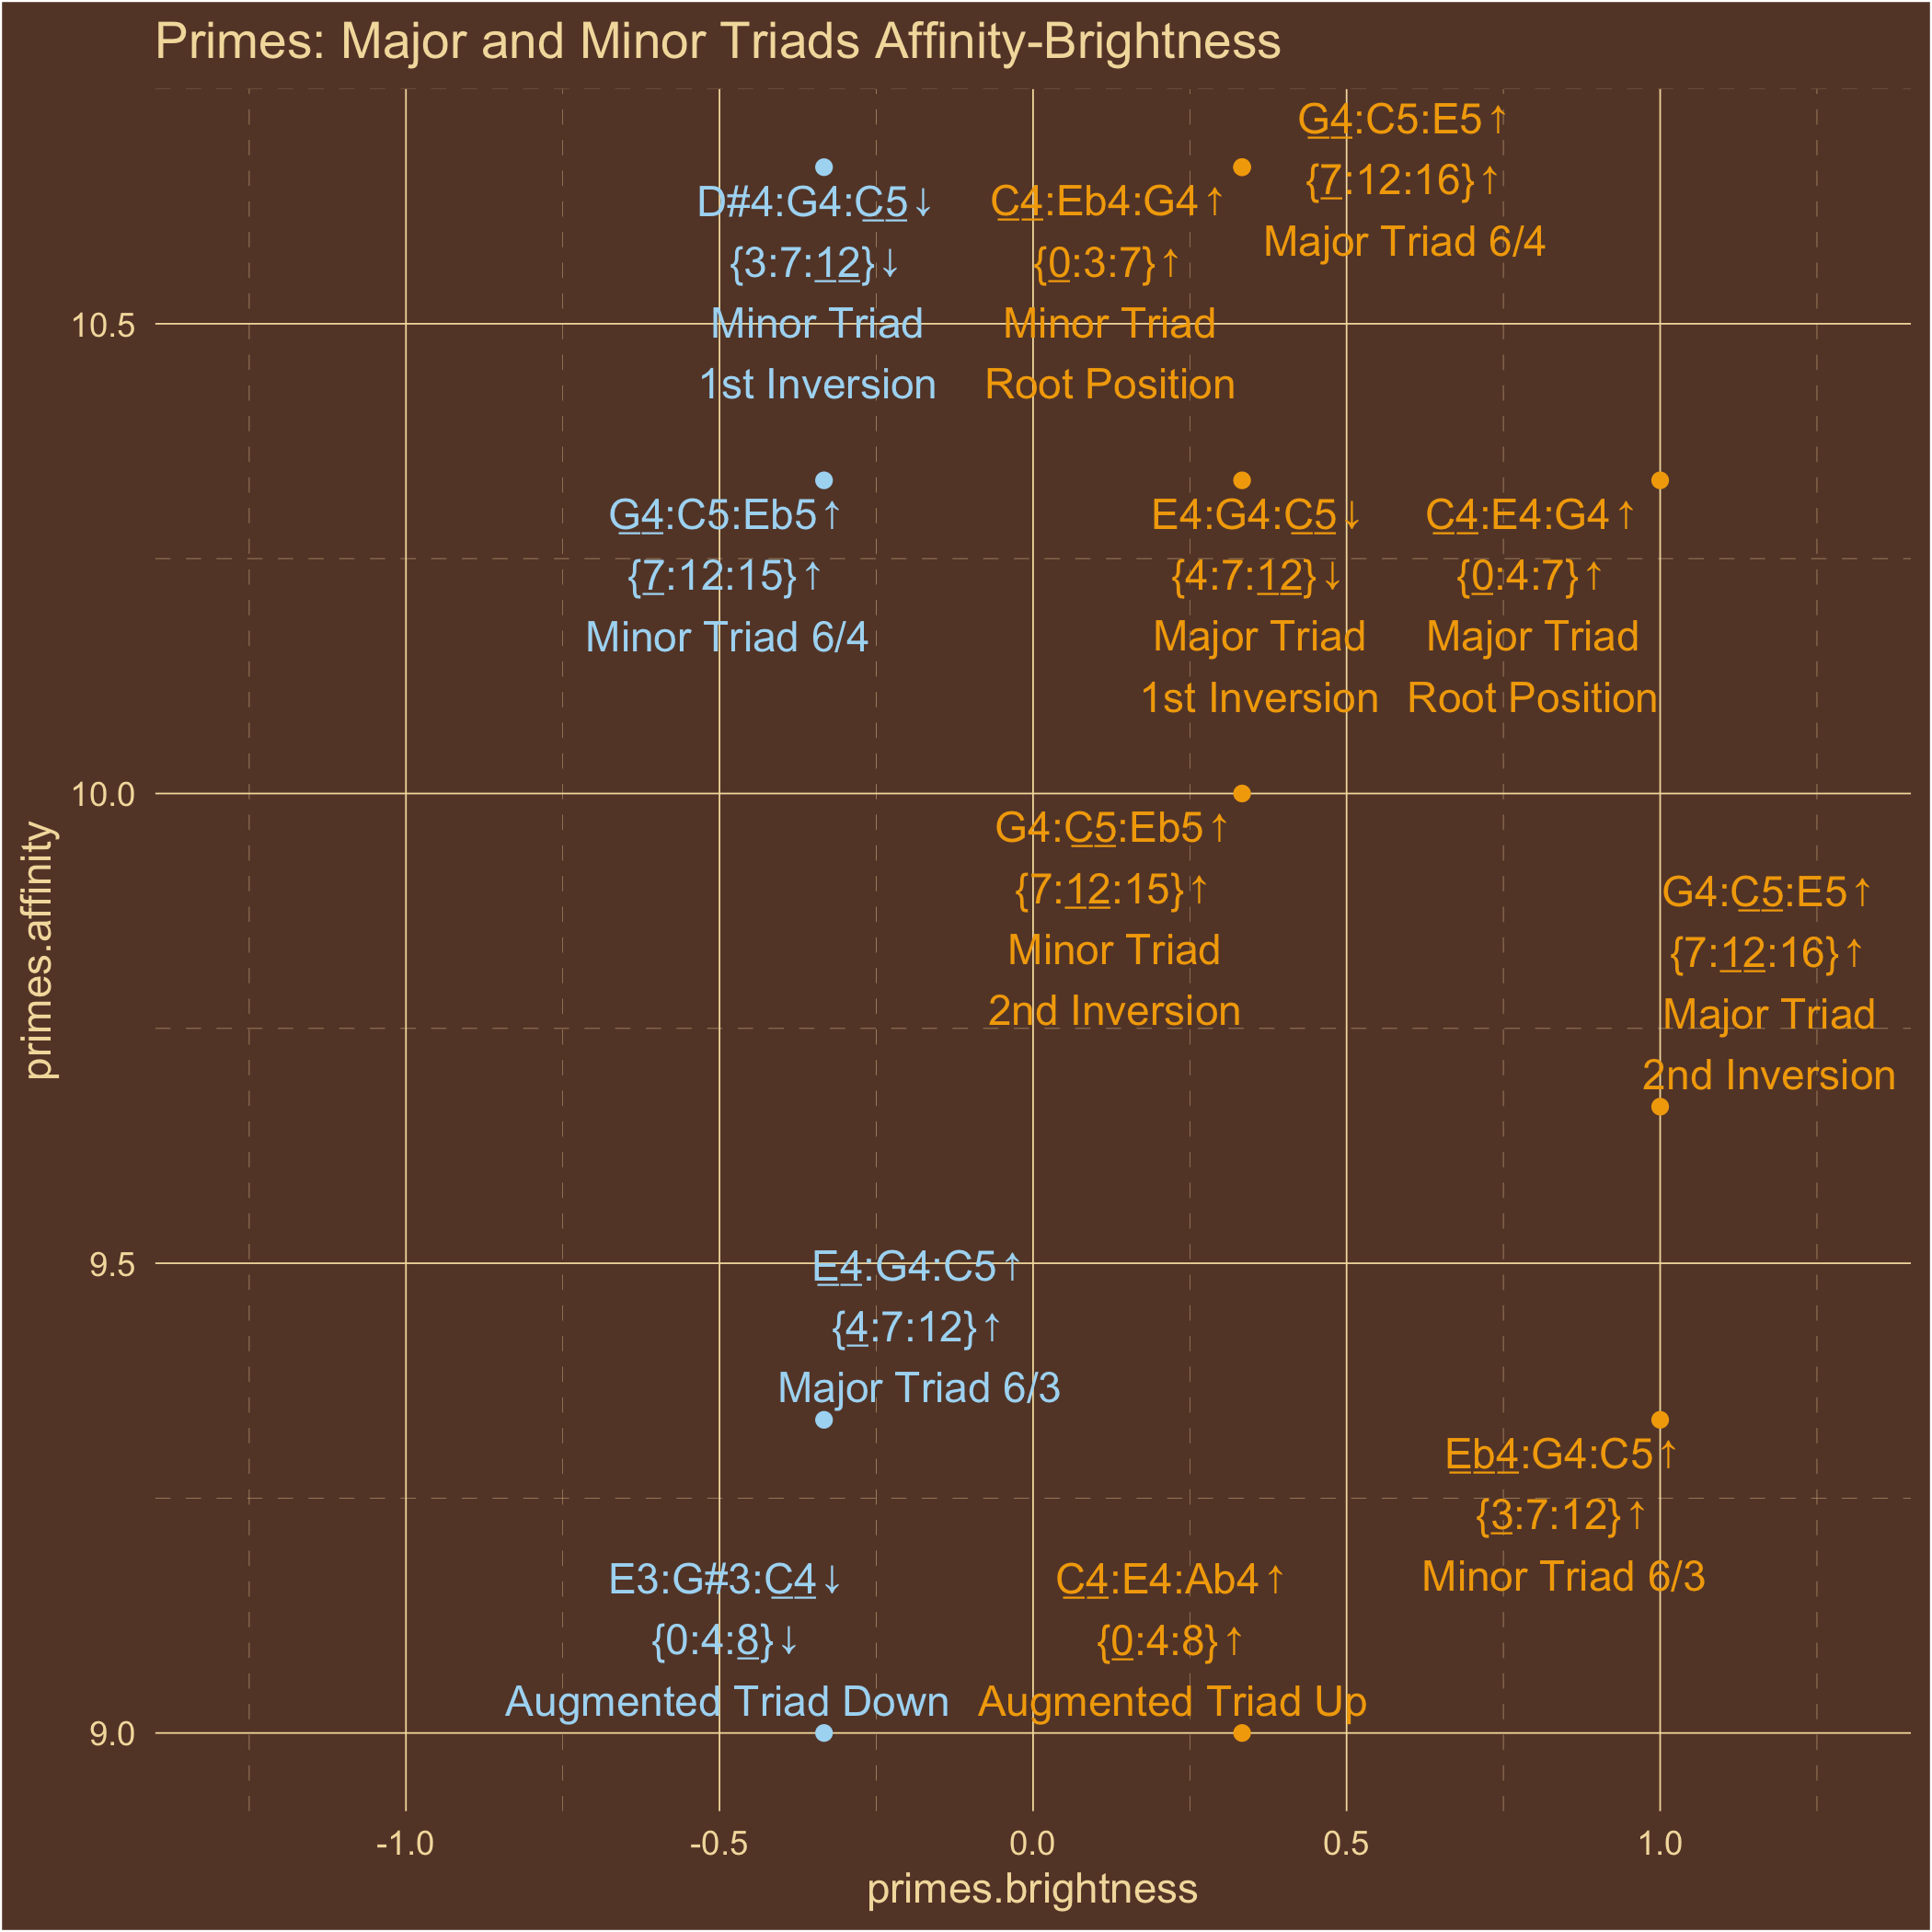 Primes: Major and Minor Triads Affinity-Brightness
G4:C5:E5↑
{7:12:16}↑
Major Triad 6/4
D#4:G4:C5↓
{3:7:12}↓
Minor Triad
1st Inversion
C4:Eb4:G4↑
{0:3:7}↑
Minor Triad
Root Position
10.5
G4:C5:Eb5↑
{7:12:15}↑
Minor Triad 6/4
E4:G4:C5↓
{4:7:12}↓
Major Triad
1st Inversion
C4:E4:G4↑
{0:4:7}↑
Major Triad
Root Position
10.0
G4:C5:Eb5↑
{7:12:15}↑
Minor Triad
2nd Inversion
G4:C5:E5↑
{7:12:16}↑
Major Triad
2nd Inversion
primes.affinity
9.5
E4:G4:C5↑
{4:7:12}↑
Major Triad 6/3
Eb4:G4:C5↑
{3:7:12}↑
Minor Triad 6/3
E3:G#3:C4↓
{0:4:8}↓
Augmented Triad Down
C4:E4:Ab4↑
{0:4:8}↑
Augmented Triad Up
9.0
-1.0 -0.5 0.0 0.5 1.0
primes.brightness